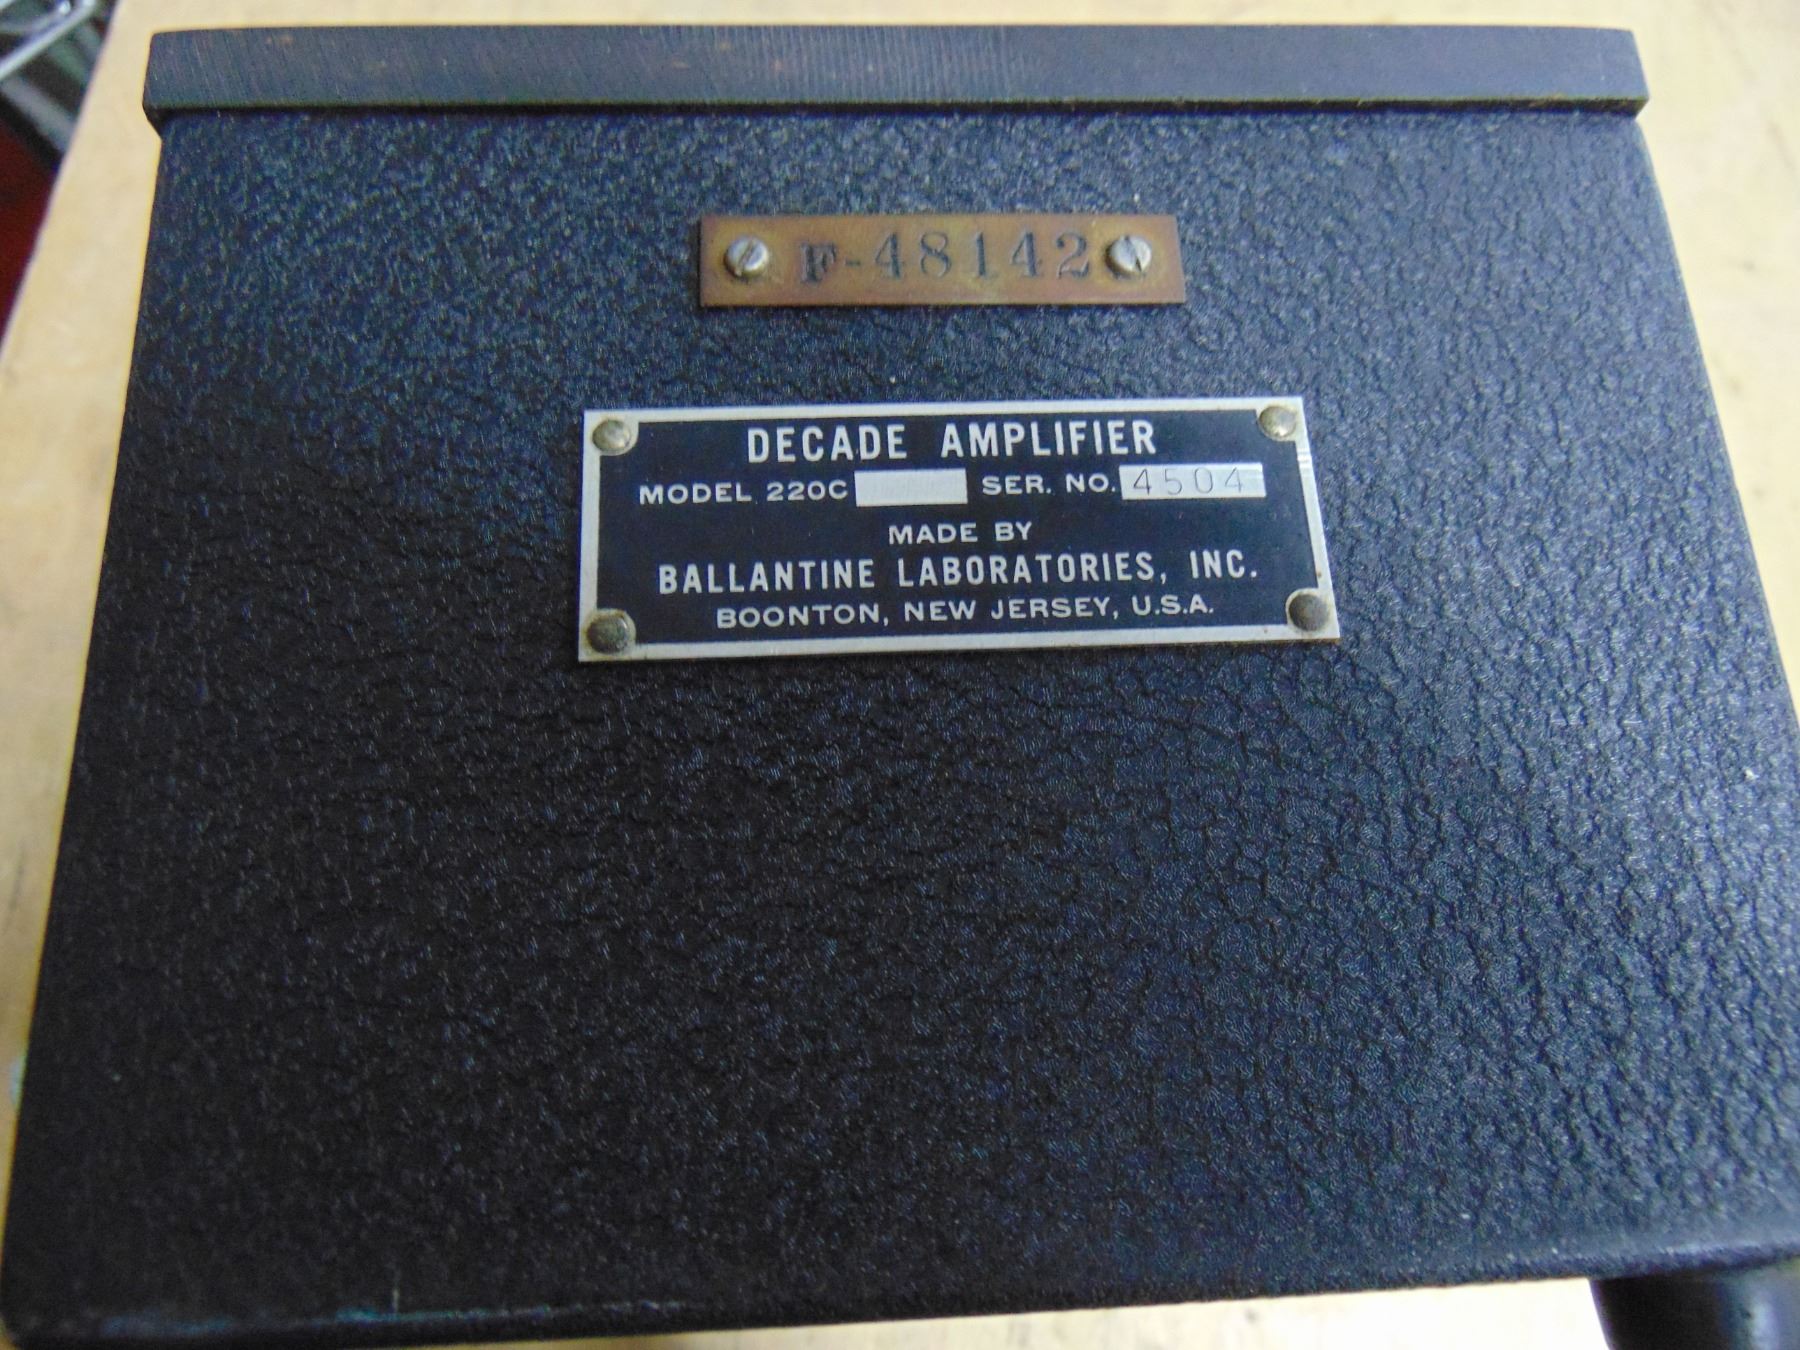 F-48142
DECADE AMPLIFIER
MODEL 220C SER. NO. 4504
MADE BY
BALLANTINE LABORATORIES, INC.
BOONTON, NEW JERSEY, U.S.A.